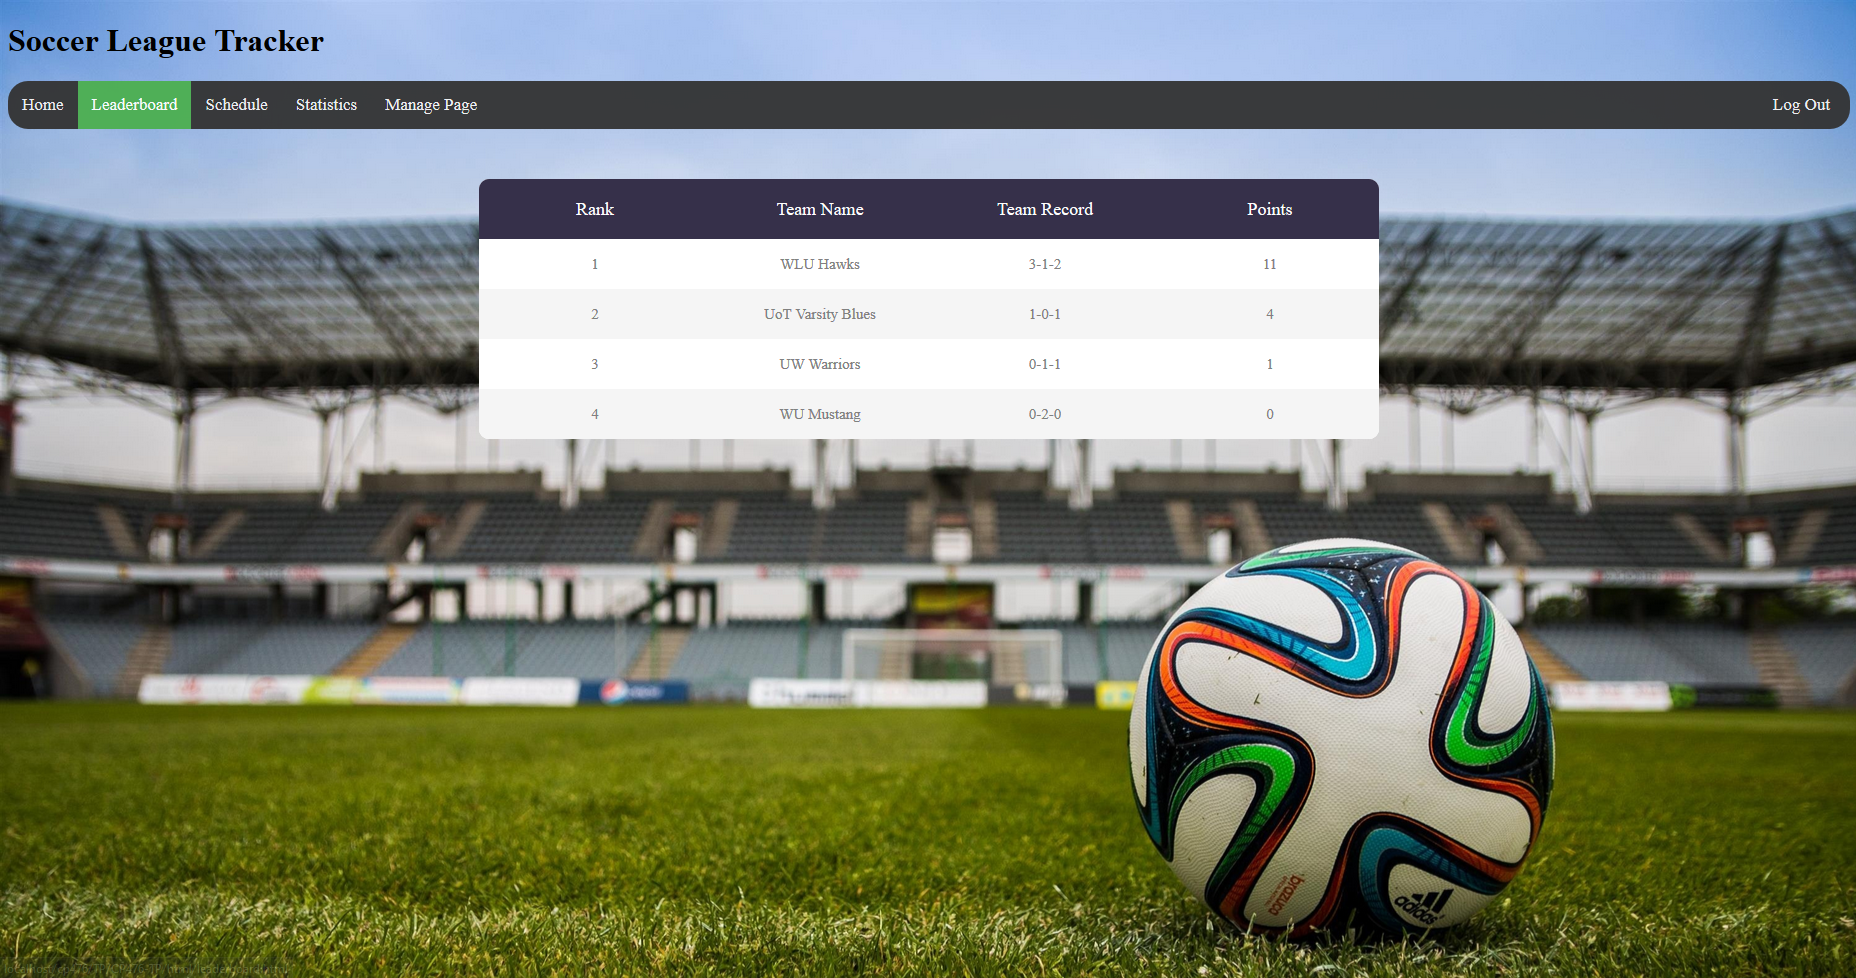 Soccer League Tracker
Home Leaderboard Schedule Statistics Manage Page Log Out
Rank Team Name Team Record Points
1 WLU Hawks 3-1-2 11
2 UoT Varsity Blues 1-0-1 4
3 UW Warriors 0-1-1 1
4 WU Mustang 0-2-0 0
brazuca
adidas